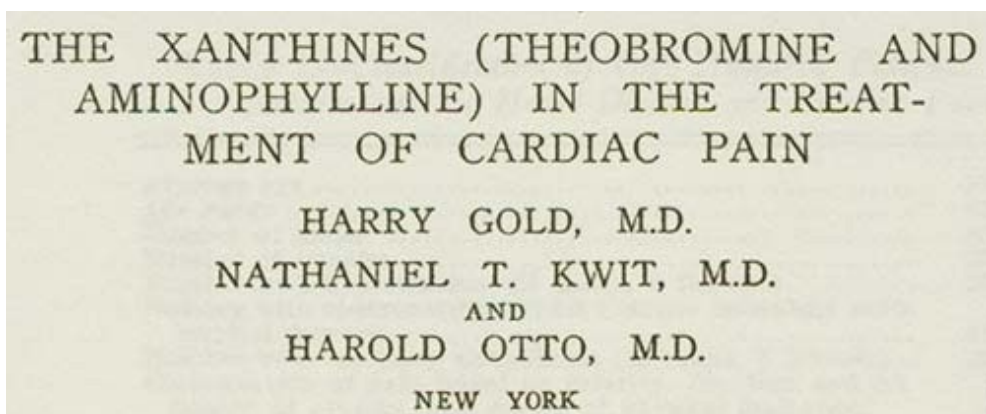 THE XANTHINES (THEOBROMINE AND
AMINOPHYLLINE) IN THE TREAT-
MENT OF CARDIAC PAIN
HARRY GOLD, M.D.
NATHANIEL T. KWIT, M.D.
AND
HAROLD OTTO, M.D.
NEW YORK